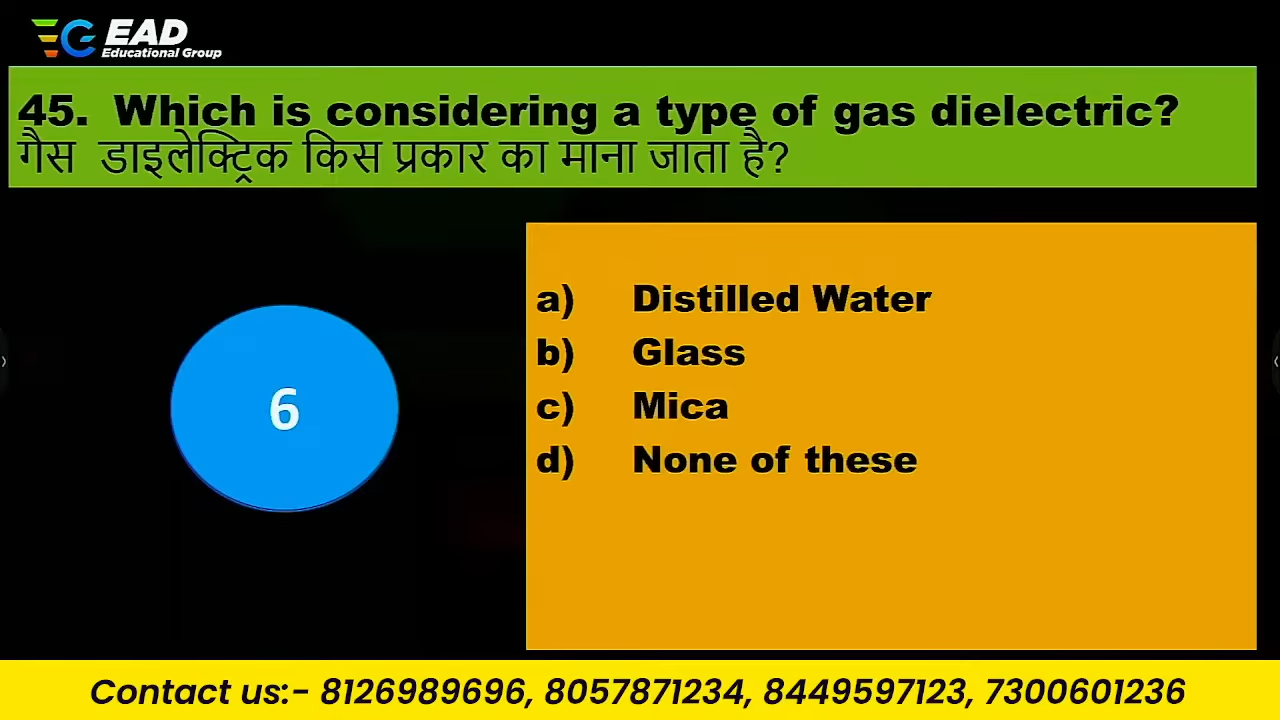 EAD
Educational Group
45. Which is considering a type of gas dielectric?
गैस डाइलेक्ट्रिक किस प्रकार का माना जाता है?
6
a) Distilled Water
b) Glass
c) Mica
d) None of these
Contact us:- 8126989696, 8057871234, 8449597123, 7300601236